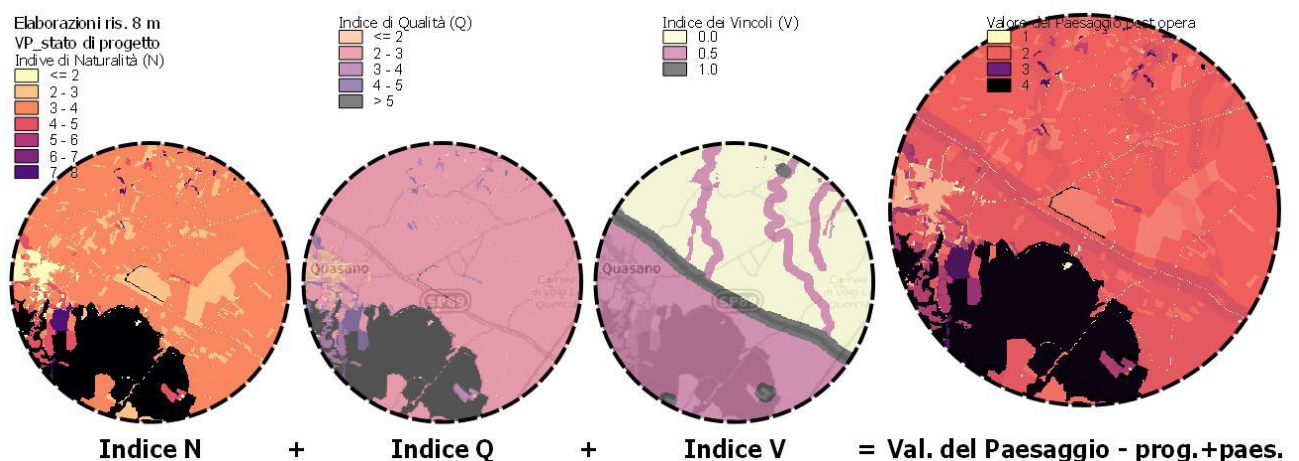 Elaborazioni ris. 8 m
VP_stato di progetto
Indive di Naturalità (N)
<= 2
2 - 3
3 - 4
4 - 5
5 - 6
6 - 7
7 - 8
Indice di Qualità (Q)
<= 2
2 - 3
3 - 4
4 - 5
> 5
Indice dei Vincoli (V)
0.0
0.5
1.0
Valore del Paesaggio post opera
1
2
3
4
Quasano
SP89
Quasano
SP89
Indice N + Indice Q + Indice V = Val. del Paesaggio - prog.+paes.